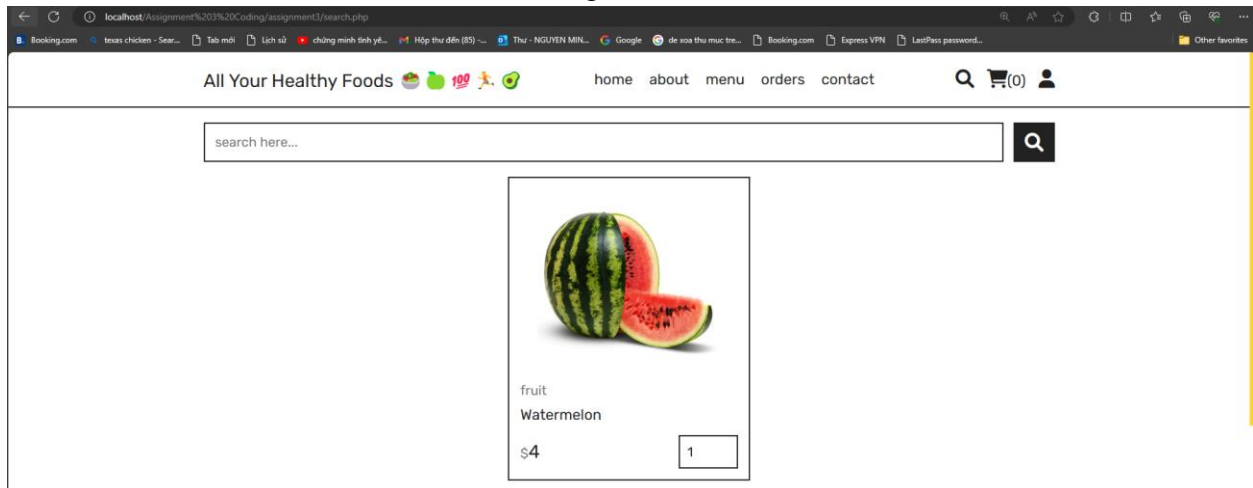 localhost/Assignment%203%20Coding/assignment3/search.php
Booking.com texas chicken - Sear... Tab mới Lịch sử chứng minh tình yê... Hộp thư đến (85) -... Thư - NGUYEN MIN... Google de xoa thu muc tre... Booking.com Express VPN LastPass password... Other favorites
All Your Healthy Foods 🥗 🍏 💯 🏃 🥑 home about menu orders contact (0)
search here...
fruit
Watermelon
$4 1